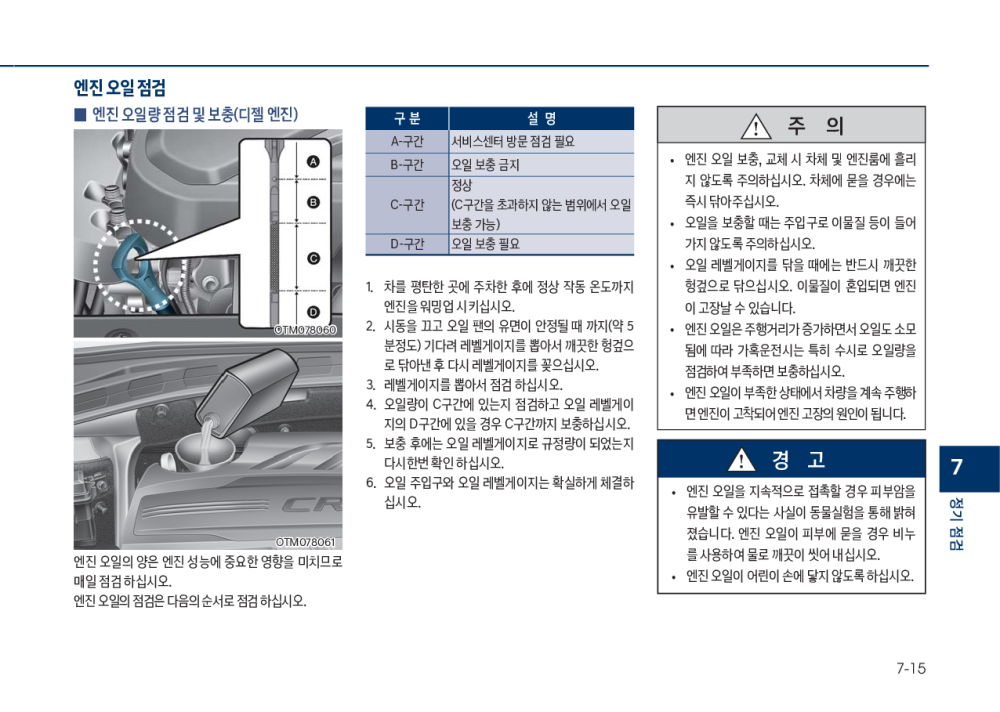 엔진 오일 점검
■ 엔진 오일량 점검 및 보충(디젤 엔진)
A
B
C
D
OTM078060
CR
OTM078061
엔진 오일의 양은 엔진 성능에 중요한 영향을 미치므로
매일 점검 하십시오.
엔진 오일의 점검은 다음의 순서로 점검 하십시오.
구 분 설 명
A-구간 서비스센터 방문 점검 필요
B-구간 오일 보충 금지
C-구간 정상
(C구간을 초과하지 않는 범위에서 오일
보충 가능)
D-구간 오일 보충 필요
1. 차를 평탄한 곳에 주차한 후에 정상 작동 온도까지
엔진을 워밍업 시키십시오.
2. 시동을 끄고 오일 팬의 유면이 안정될 때 까지(약 5
분정도) 기다려 레벨게이지를 뽑아서 깨끗한 헝겊으
로 닦아낸 후 다시 레벨게이지를 꽂으십시오.
3. 레벨게이지를 뽑아서 점검 하십시오.
4. 오일량이 C구간에 있는지 점검하고 오일 레벨게이
지의 D구간에 있을 경우 C구간까지 보충하십시오.
5. 보충 후에는 오일 레벨게이지로 규정량이 되었는지
다시한번 확인 하십시오.
6. 오일 주입구와 오일 레벨게이지는 확실하게 체결하
십시오.
주 의
• 엔진 오일 보충, 교체 시 차체 및 엔진룸에 흘리
지 않도록 주의하십시오. 차체에 묻을 경우에는
즉시 닦아주십시오.
• 오일을 보충할 때는 주입구로 이물질 등이 들어
가지 않도록 주의하십시오.
• 오일 레벨게이지를 닦을 때에는 반드시 깨끗한
헝겊으로 닦으십시오. 이물질이 혼입되면 엔진
이 고장날 수 있습니다.
• 엔진 오일은 주행거리가 증가하면서 오일도 소모
됨에 따라 가혹운전시는 특히 수시로 오일량을
점검하여 부족하면 보충하십시오.
• 엔진 오일이 부족한 상태에서 차량을 계속 주행하
면 엔진이 고착되어 엔진 고장의 원인이 됩니다.
경 고
• 엔진 오일을 지속적으로 접촉할 경우 피부암을
유발할 수 있다는 사실이 동물실험을 통해 밝혀
졌습니다. 엔진 오일이 피부에 묻을 경우 비누
를 사용하여 물로 깨끗이 씻어 내십시오.
• 엔진 오일이 어린이 손에 닿지 않도록 하십시오.
7
정기 점검
7-15